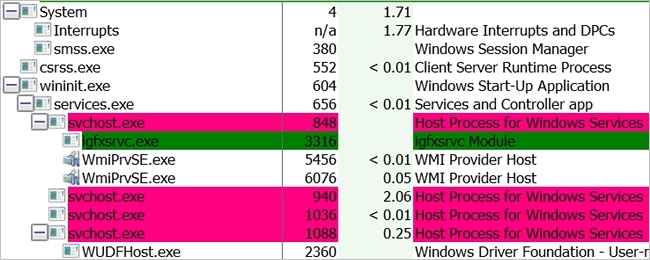 System 4 1.71
Interrupts n/a 1.77 Hardware Interrupts and DPCs
smss.exe 380 Windows Session Manager
csrss.exe 552 < 0.01 Client Server Runtime Process
wininit.exe 604 Windows Start-Up Application
services.exe 656 < 0.01 Services and Controller app
svchost.exe 848 Host Process for Windows Services
igfxsrvc.exe 3316 igfxsrvc Module
WmiPrvSE.exe 5456 < 0.01 WMI Provider Host
WmiPrvSE.exe 6076 0.05 WMI Provider Host
svchost.exe 940 2.06 Host Process for Windows Services
svchost.exe 1036 < 0.01 Host Process for Windows Services
svchost.exe 1088 0.25 Host Process for Windows Services
WUDFHost.exe 2360 Windows Driver Foundation - User-